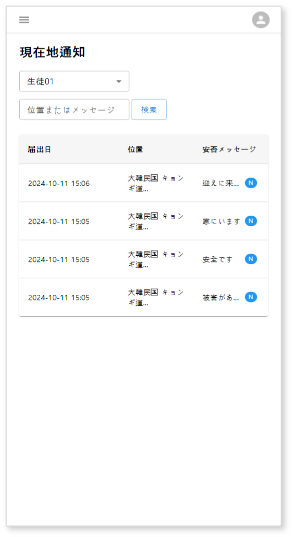 現在地通知
生徒01
位置またはメッセージ 検索
届出日 位置 安否メッセージ
2024-10-11 15:06 大韓民国 キョン 迎えに来... N
ギ道...
2024-10-11 15:05 大韓民国 キョン 家にいます N
ギ道...
2024-10-11 15:05 大韓民国 キョン 安全です N
ギ道...
2024-10-11 15:05 大韓民国 キョン 被害があ... N
ギ道...